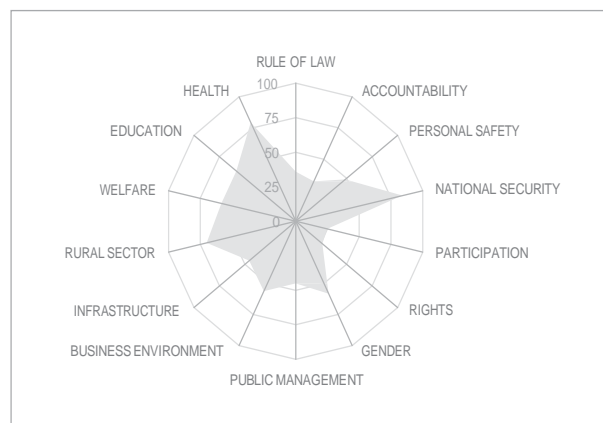 RULE OF LAW
ACCOUNTABILITY
PERSONAL SAFETY
NATIONAL SECURITY
PARTICIPATION
RIGHTS
GENDER
PUBLIC MANAGEMENT
BUSINESS ENVIRONMENT
INFRASTRUCTURE
RURAL SECTOR
WELFARE
EDUCATION
HEALTH
100
75
50
25
0